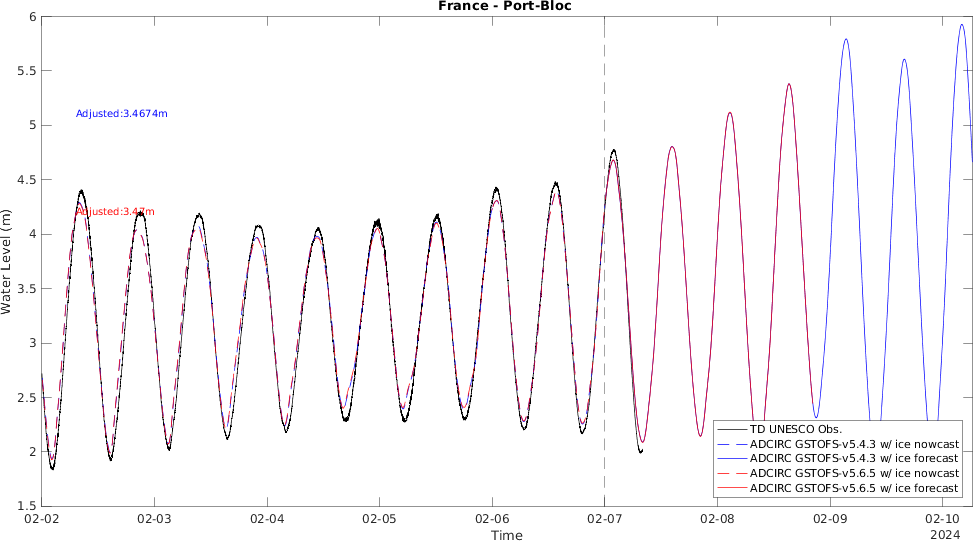 France - Port-Bloc
6
5.5
5
4.5
4
3.5
3
2.5
2
1.5
Water Level (m)
Adjusted:3.4674m
Adjusted:3.47m
TD UNESCO Obs.
ADCIRC GSTOFS-v5.4.3 w/ ice nowcast
ADCIRC GSTOFS-v5.4.3 w/ ice forecast
ADCIRC GSTOFS-v5.6.5 w/ ice nowcast
ADCIRC GSTOFS-v5.6.5 w/ ice forecast
02-02 02-03 02-04 02-05 02-06 02-07 02-08 02-09 02-10
Time
2024